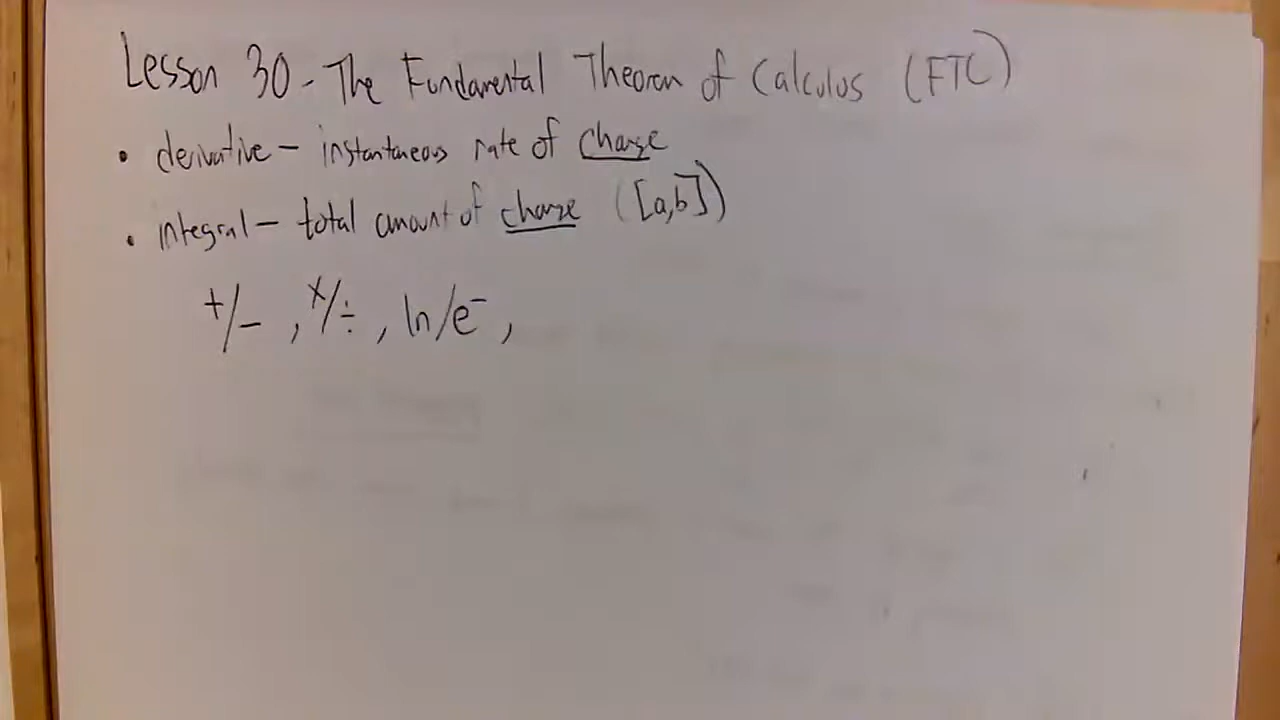 Lesson 30 - The Fundamental Theorem of Calculus (FTC)
• derivative - instantaneous rate of change
• integral - total amount of change ([a,b])
+/- , ×/÷ , ln/e⁻ ,